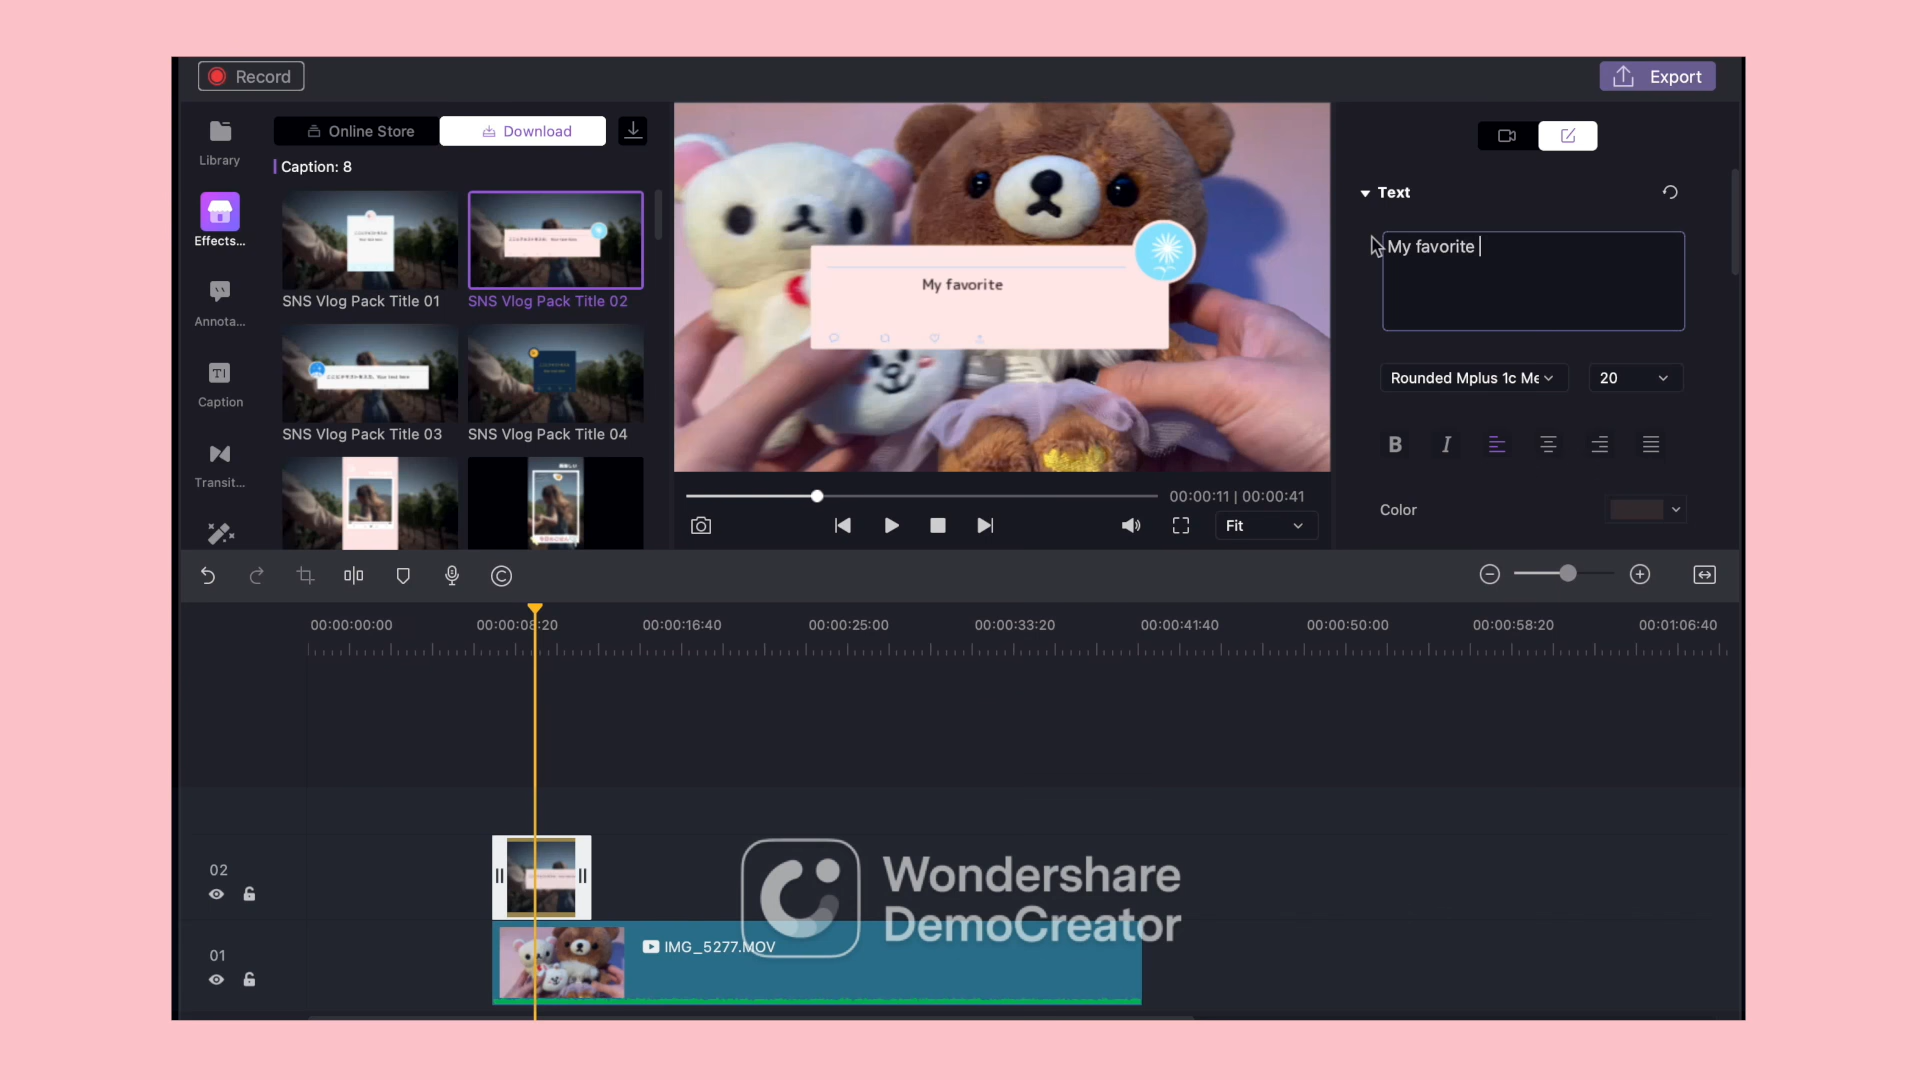 Record
Export
Online Store
Download
Caption: 8
Library
Effects...
Annota...
Caption
Transit...
SNS Vlog Pack Title 01
SNS Vlog Pack Title 02
SNS Vlog Pack Title 03
SNS Vlog Pack Title 04
My favorite
00:00:11 | 00:00:41
Fit
Text
My favorite
Rounded Mplus 1c Me
20
B I
Color
00:00:00:00 00:00:08:20 00:00:16:40 00:00:25:00 00:00:33:20 00:00:41:40 00:00:50:00 00:00:58:20 00:01:06:40
02
01
IMG_5277.MOV
Wondershare
DemoCreator